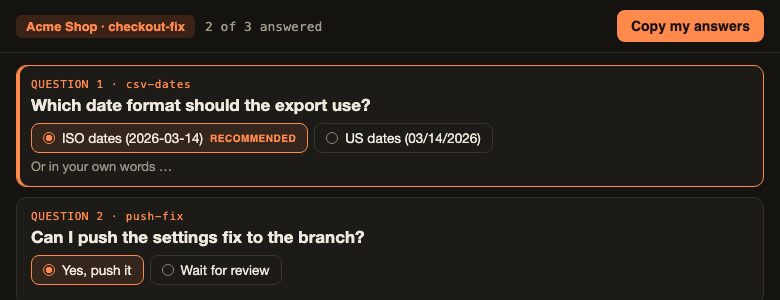 Acme Shop · checkout-fix 2 of 3 answered Copy my answers
QUESTION 1 · csv-dates
Which date format should the export use?
ISO dates (2026-03-14) RECOMMENDED US dates (03/14/2026)
Or in your own words …
QUESTION 2 · push-fix
Can I push the settings fix to the branch?
Yes, push it Wait for review